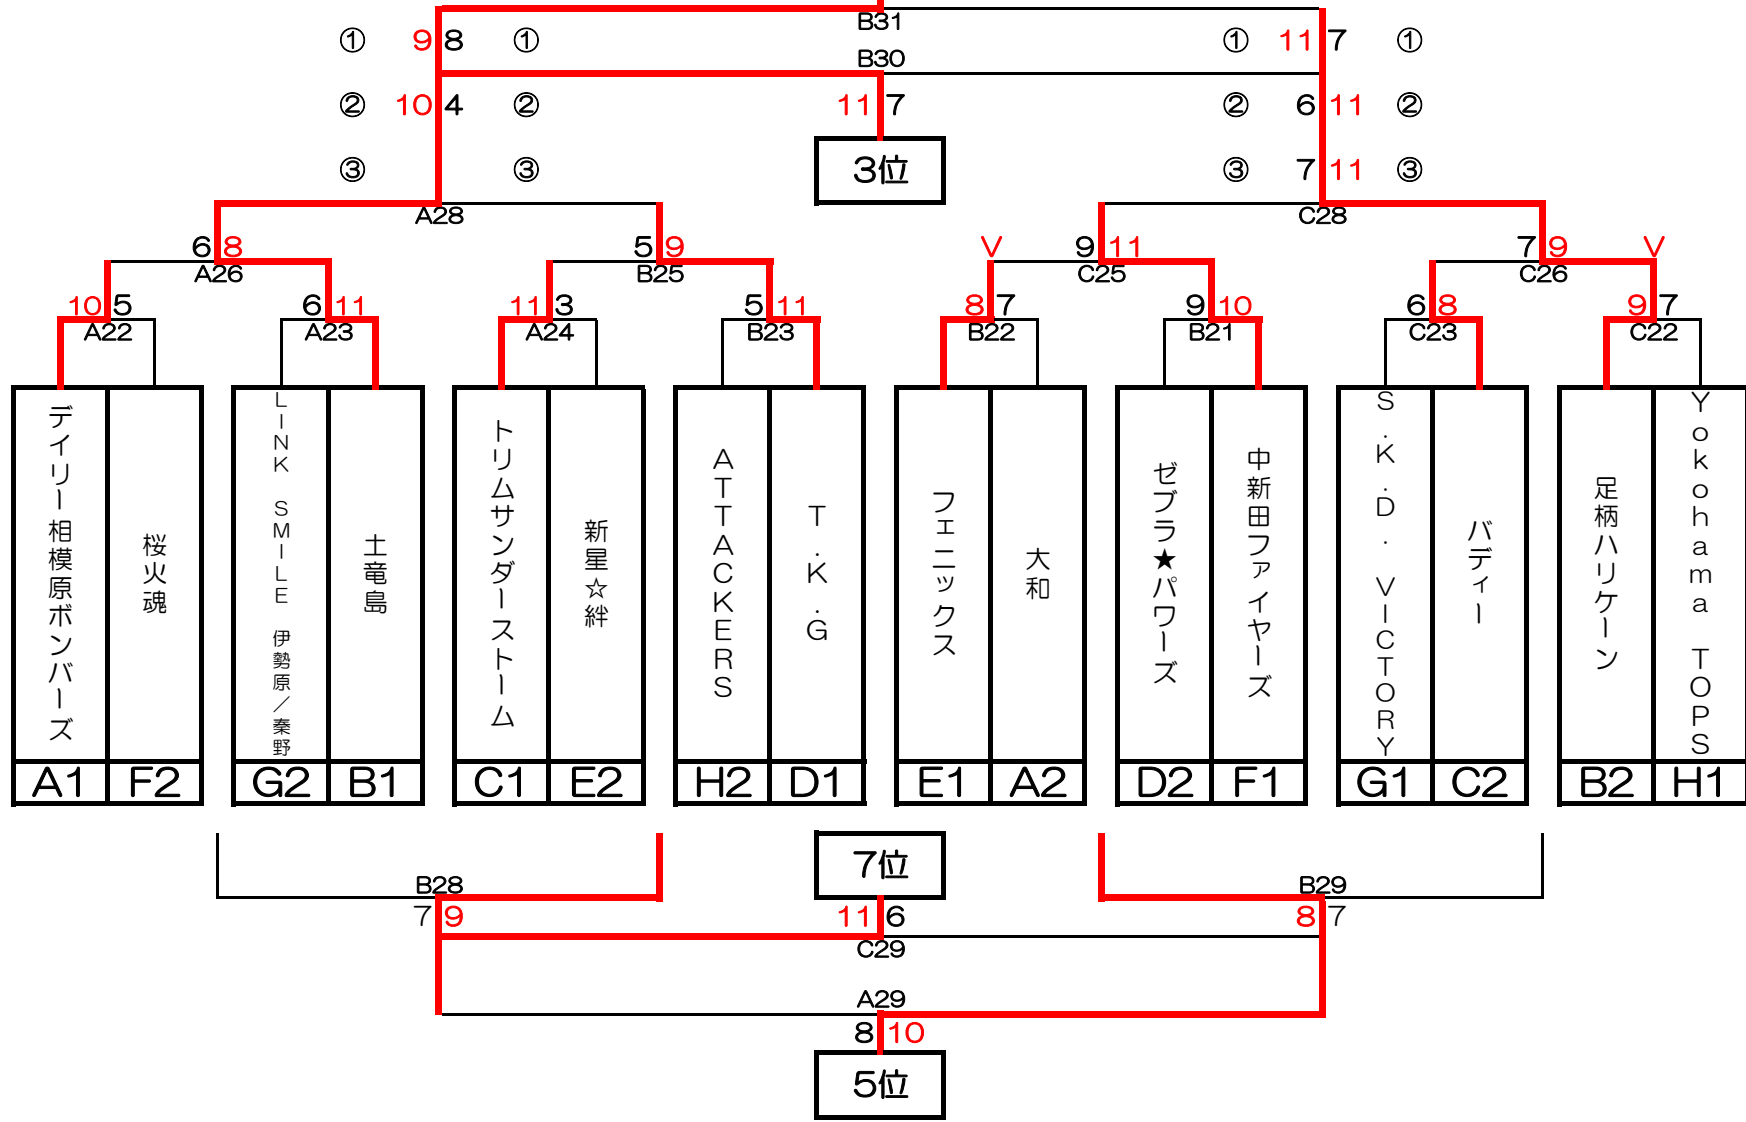 B31
① 9 8 ① ① 11 7 ①
B30
② 10 4 ② 11 7 ② 6 11 ②
③ ③ 3位 ③ 7 11 ③
A28 C28
6 8 5 9 V 9 11 7 9 V
A26 B25 C25 C26
10 5 6 11 11 3 5 11 8 7 9 10 6 8 9 7
A22 A23 A24 B23 B22 B21 C23 C22
デイリー相模原ボンバーズ
桜火魂
LINK SMILE 伊勢原/秦野
土竜島
トリムサンダーストーム
新星☆絆
ATTACKERS
T.K.G
フェニックス
大和
ゼブラ★パワーズ
中新田ファイヤーズ
S.K.D. VICTORY
バディー
足柄ハリケーン
Yokohama TOPS
A1 F2 G2 B1 C1 E2 H2 D1 E1 A2 D2 F1 G1 C2 B2 H1
7位
B28 B29
7 9 11 6 8 7
C29
A29
8 10
5位